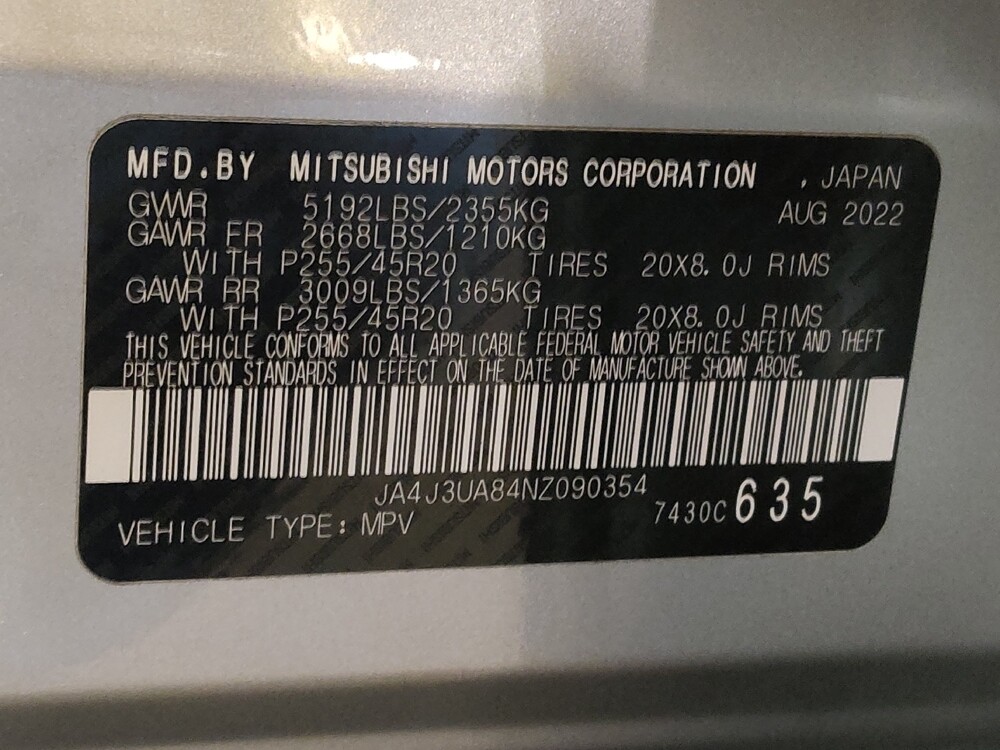 MFD.BY MITSUBISHI MOTORS CORPORATION , JAPAN
GVWR 5192LBS/2355KG AUG 2022
GAWR FR 2668LBS/1210KG
WITH P255/45R20 TIRES 20X8.0J RIMS
GAWR RR 3009LBS/1365KG
WITH P255/45R20 TIRES 20X8.0J RIMS
THIS VEHICLE CONFORMS TO ALL APPLICABLE FEDERAL MOTOR VEHICLE SAFETY AND THEFT
PREVENTION STANDARDS IN EFFECT ON THE DATE OF MANUFACTURE SHOWN ABOVE.
JA4J3UA84NZ090354
7430C 635
VEHICLE TYPE: MPV